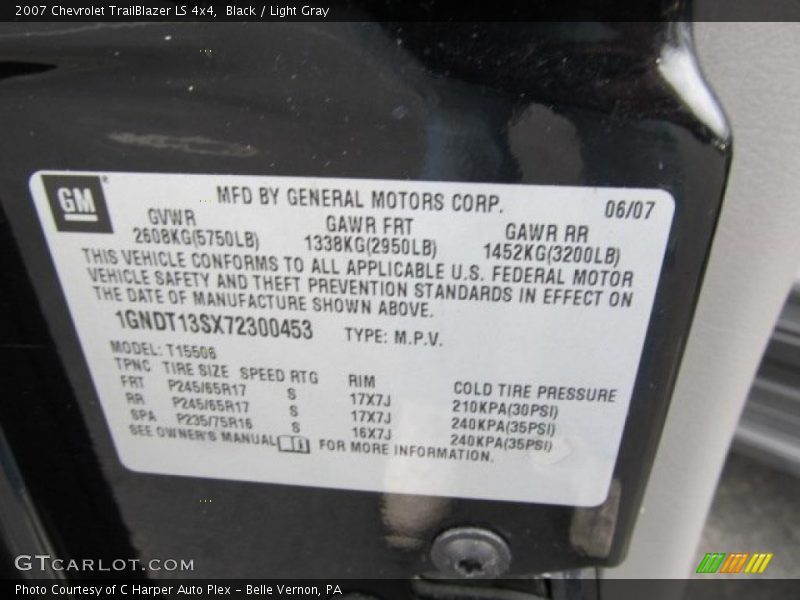 2007 Chevrolet TrailBlazer LS 4x4, Black / Light Gray
GM
MFD BY GENERAL MOTORS CORP. 06/07
GVWR GAWR FRT GAWR RR
2608KG(5750LB) 1338KG(2950LB) 1452KG(3200LB)
THIS VEHICLE CONFORMS TO ALL APPLICABLE U.S. FEDERAL MOTOR
VEHICLE SAFETY AND THEFT PREVENTION STANDARDS IN EFFECT ON
THE DATE OF MANUFACTURE SHOWN ABOVE.
1GNDT13SX72300453 TYPE: M.P.V.
MODEL: T15506
TPNC TIRE SIZE SPEED RTG RIM COLD TIRE PRESSURE
FRT P245/65R17 S 17X7J 210KPA(30PSI)
RR P245/65R17 S 17X7J 240KPA(35PSI)
SPA P235/75R16 S 16X7J 240KPA(35PSI)
SEE OWNER'S MANUAL FOR MORE INFORMATION.
GTCARLOT.COM
Photo Courtesy of C Harper Auto Plex - Belle Vernon, PA